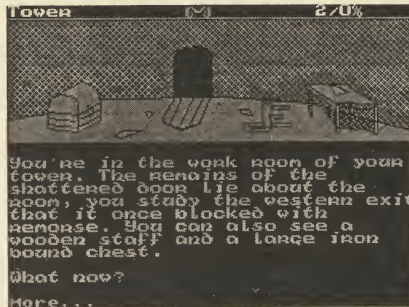 Tower 2/0%
You're in the work room of your
tower. The remains of the
shattered door lie about the
room, you study the western exit
that it once blocked with
remorse. You can also see a
wooden staff and a large iron
bound chest.
What now?
More...